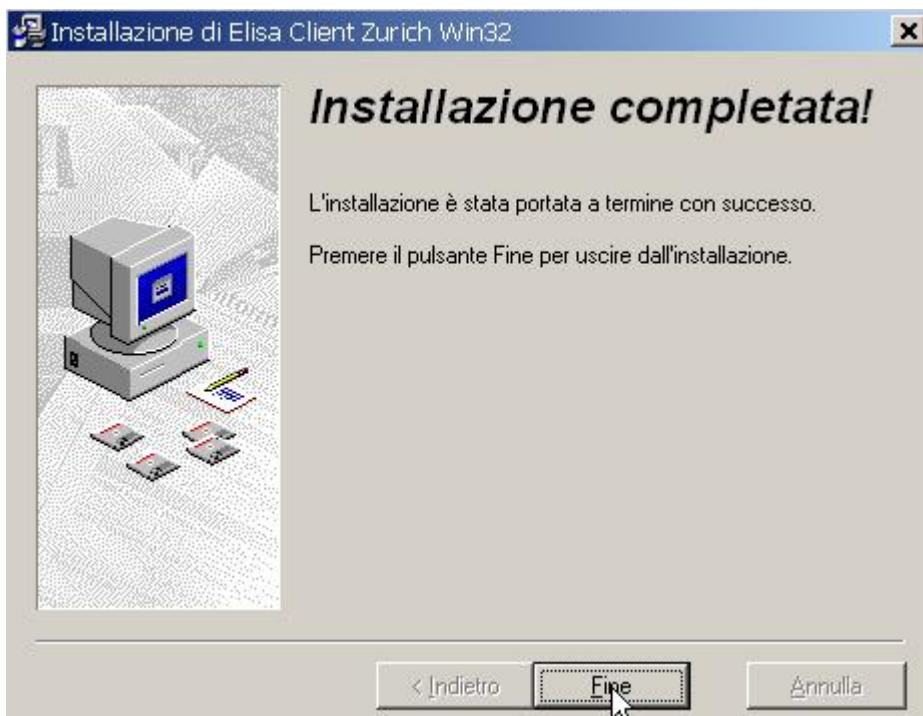 Installazione di Elisa Client Zurich Win32
Installazione completata!
L'installazione è stata portata a termine con successo.
Premere il pulsante Fine per uscire dall'installazione.
< Indietro
Fine
Annulla